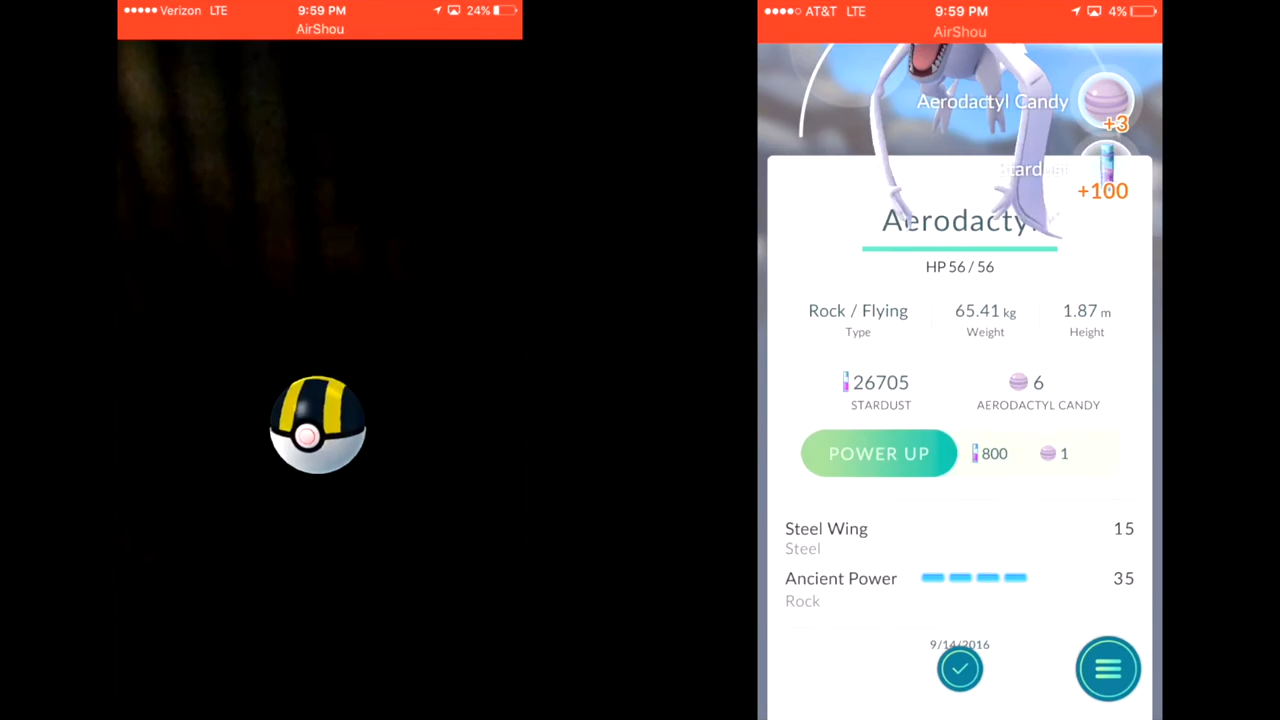 Verizon LTE 9:59 PM 24%
AirShou
AT&T LTE 9:59 PM 4%
AirShou
Aerodactyl Candy
+3
Stardust
+100
Aerodactyl
HP 56 / 56
Rock / Flying 65.41 kg 1.87 m
Type Weight Height
26705 6
STARDUST AERODACTYL CANDY
POWER UP 800 1
Steel Wing 15
Steel
Ancient Power 35
Rock
9/14/2016